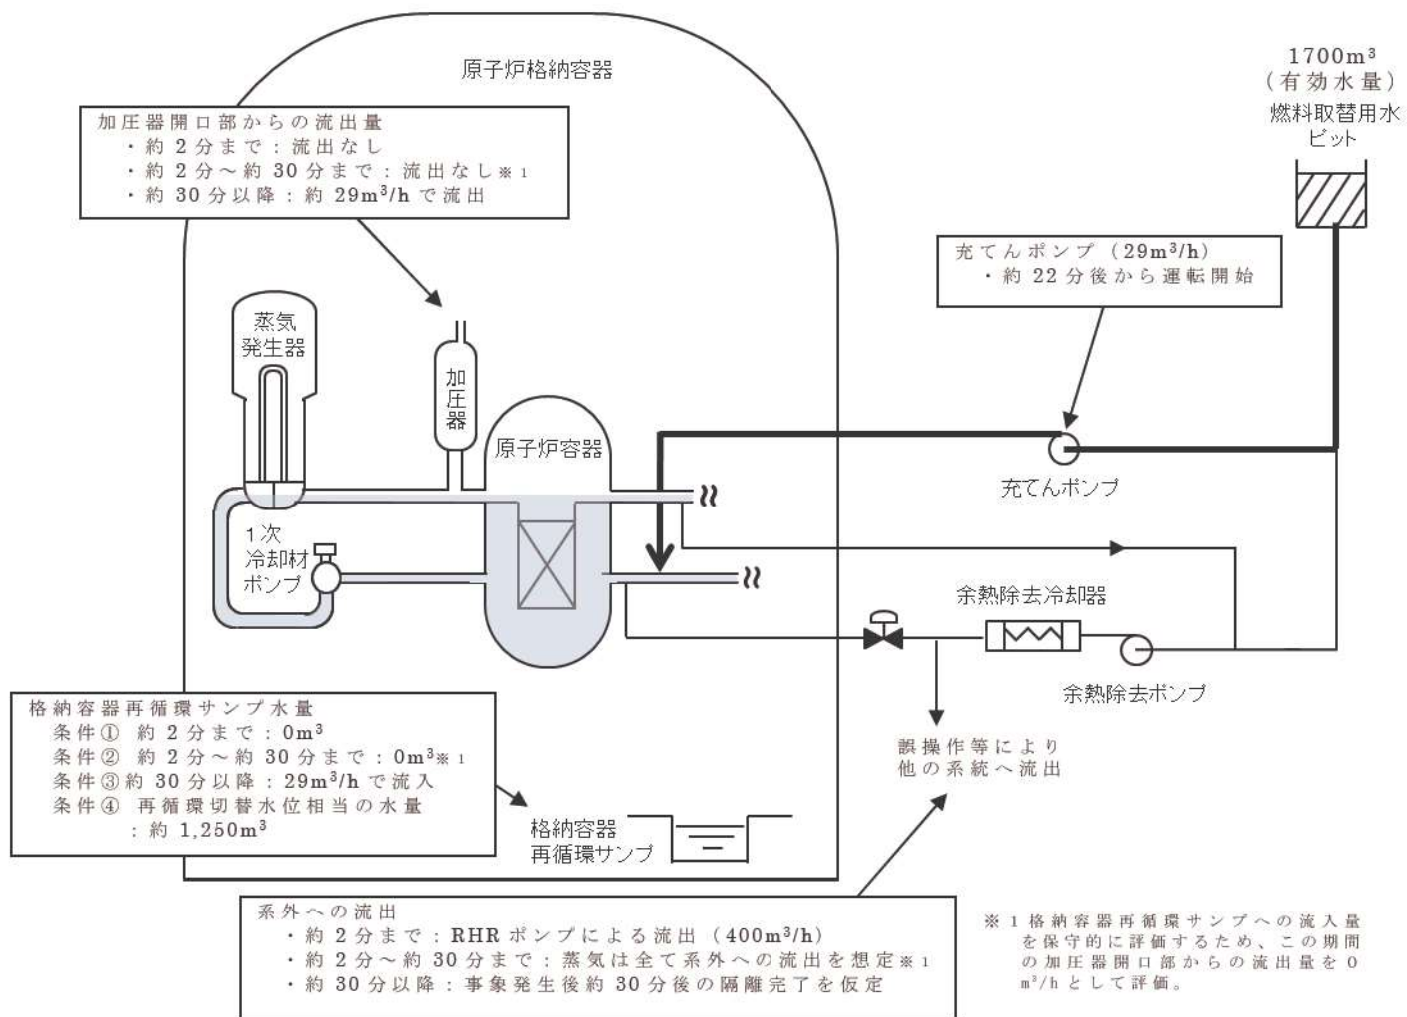 原子炉格納容器
1700m³
(有効水量)
燃料取替用水
ピット
加圧器開口部からの流出量
・約2分まで：流出なし
・約2分～約30分まで：流出なし※1
・約30分以降：約29m³/hで流出
充てんポンプ（29m³/h）
・約22分後から運転開始
蒸気
発生器
加圧器
原子炉容器
充てんポンプ
1次
冷却材
ポンプ
余熱除去冷却器
余熱除去ポンプ
格納容器再循環サンプ水量
条件① 約2分まで：0m³
条件② 約2分～約30分まで：0m³※1
条件③約30分以降：29m³/hで流入
条件④ 再循環切替水位相当の水量
：約1,250m³
誤操作等により
他の系統へ流出
格納容器
再循環サンプ
系外への流出
・約2分まで：RHRポンプによる流出（400m³/h）
・約2分～約30分まで：蒸気は全て系外への流出を想定※1
・約30分以降：事象発生後約30分後の隔離完了を仮定
※1格納容器再循環サンプへの流入量
を保守的に評価するため、この期間
の加圧器開口部からの流出量を0
m³/hとして評価。